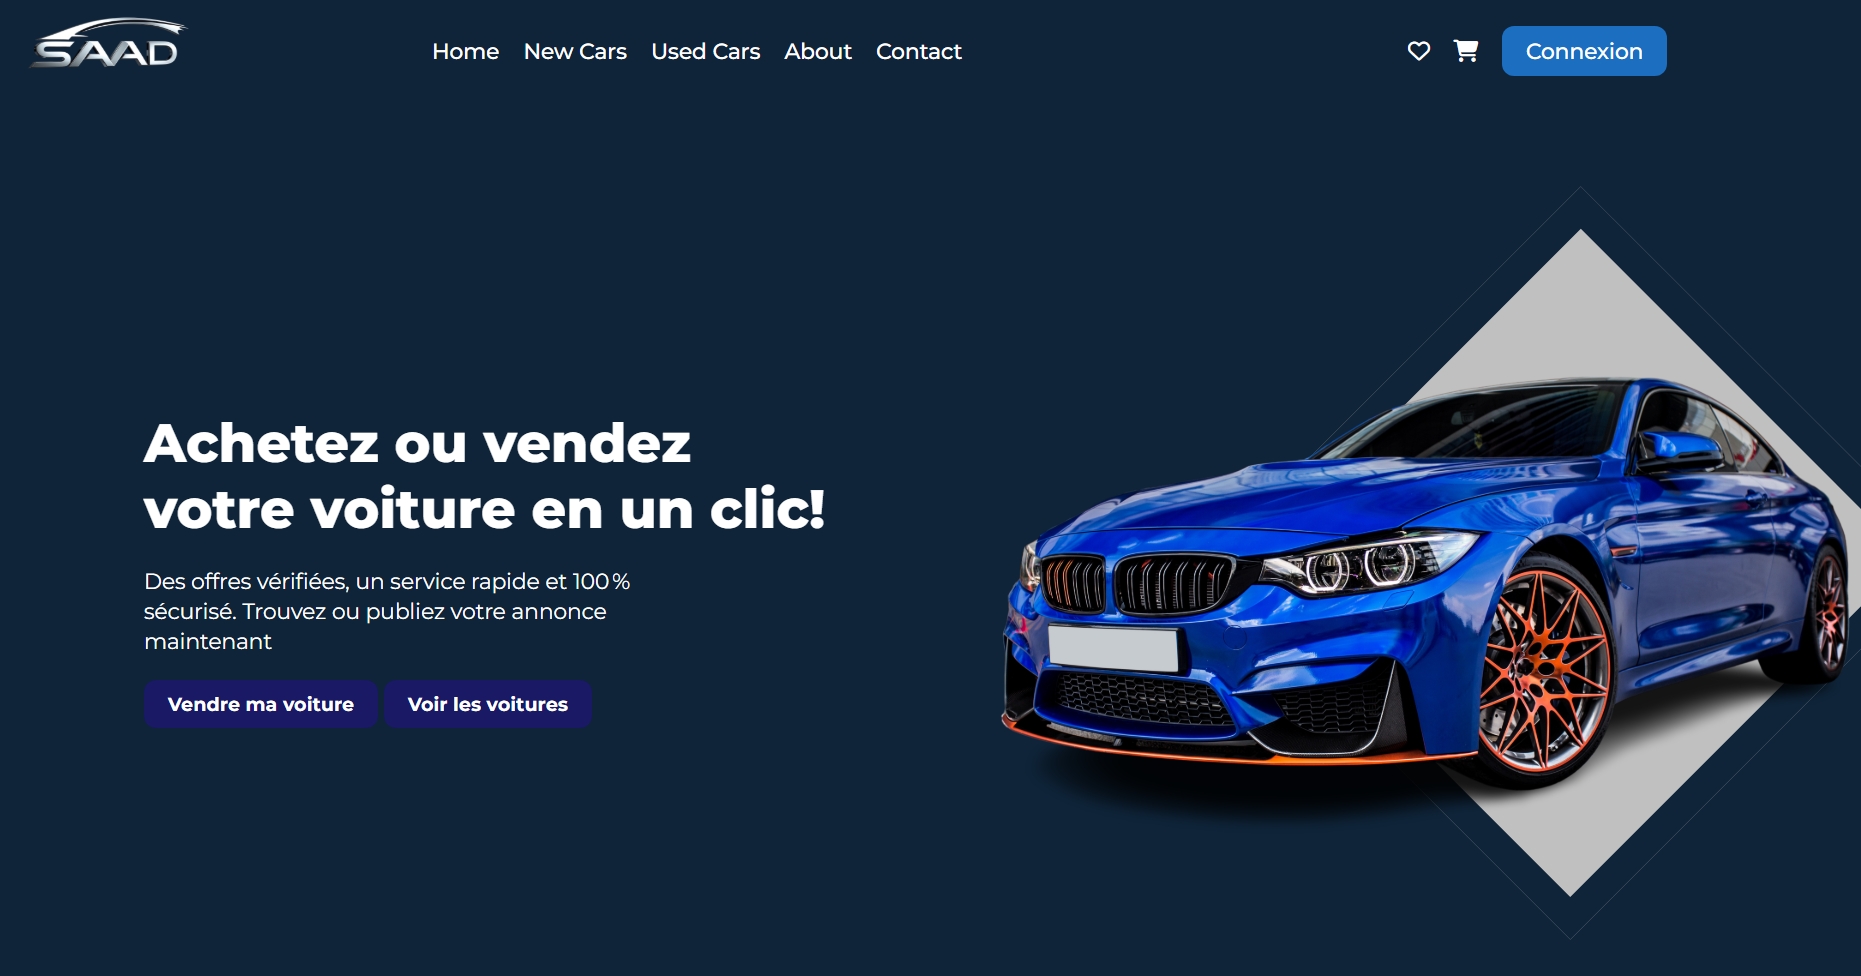 SAAD
Home
New Cars
Used Cars
About
Contact
Connexion
Achetez ou vendez
votre voiture en un clic!
Des offres vérifiées, un service rapide et 100 %
sécurisé. Trouvez ou publiez votre annonce
maintenant
Vendre ma voiture
Voir les voitures